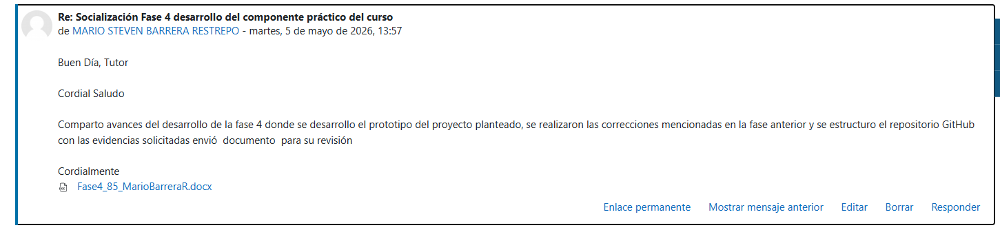 Re: Socialización Fase 4 desarrollo del componente práctico del curso
de MARIO STEVEN BARRERA RESTREPO - martes, 5 de mayo de 2026, 13:57
Buen Día, Tutor
Cordial Saludo
Comparto avances del desarrollo de la fase 4 donde se desarrollo el prototipo del proyecto planteado, se realizaron las correcciones mencionadas en la fase anterior y se estructuro el repositorio GitHub
con las evidencias solicitadas envió  documento  para su revisión
Cordialmente
Fase4_85_MarioBarreraR.docx
Enlace permanente Mostrar mensaje anterior Editar Borrar Responder